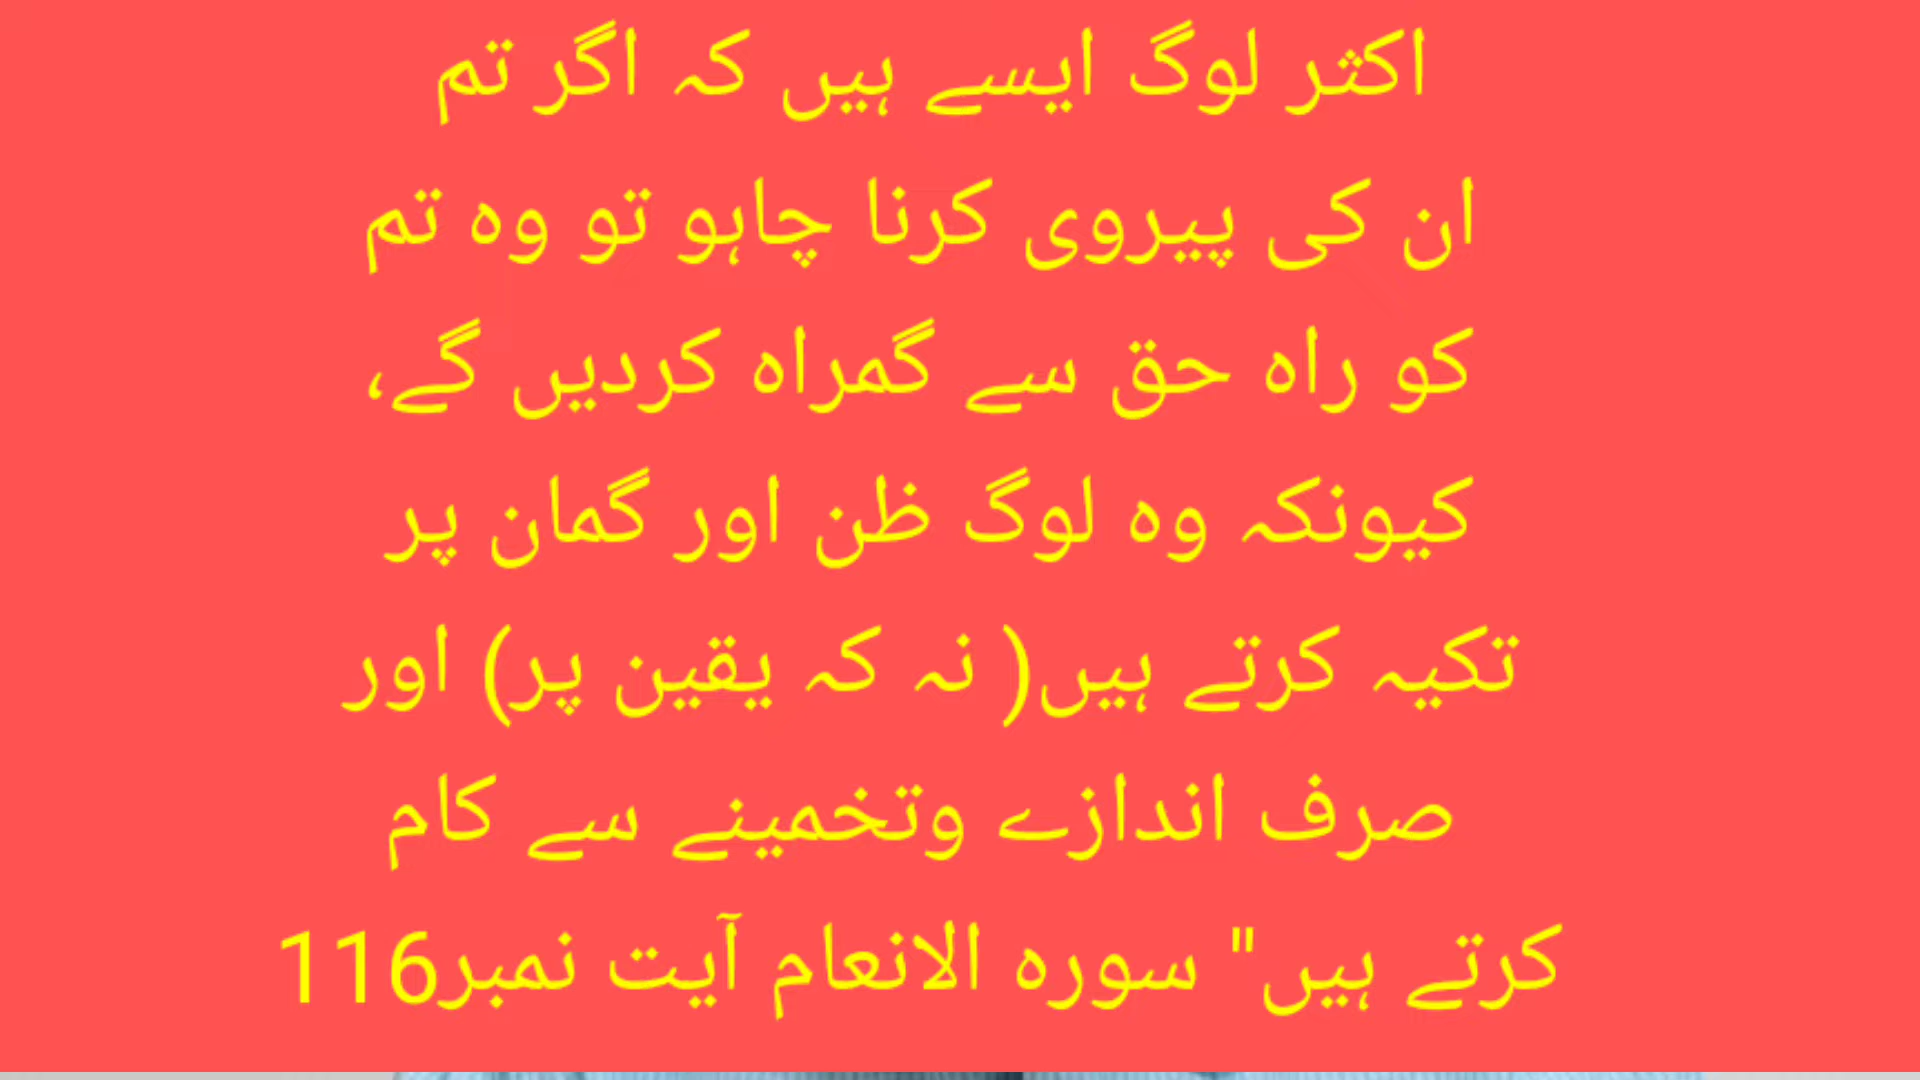 اکثر لوگ ایسے ہیں کہ اگر تم
ان کی پیروی کرنا چاہو تو وہ تم
کو راہ حق سے گمراہ کردیں گے،
کیونکہ وہ لوگ ظن اور گمان پر
تکیہ کرتے ہیں( نہ کہ یقین پر) اور
صرف اندازے وتخمینے سے کام
کرتے ہیں" سورہ الانعام آیت نمبر116